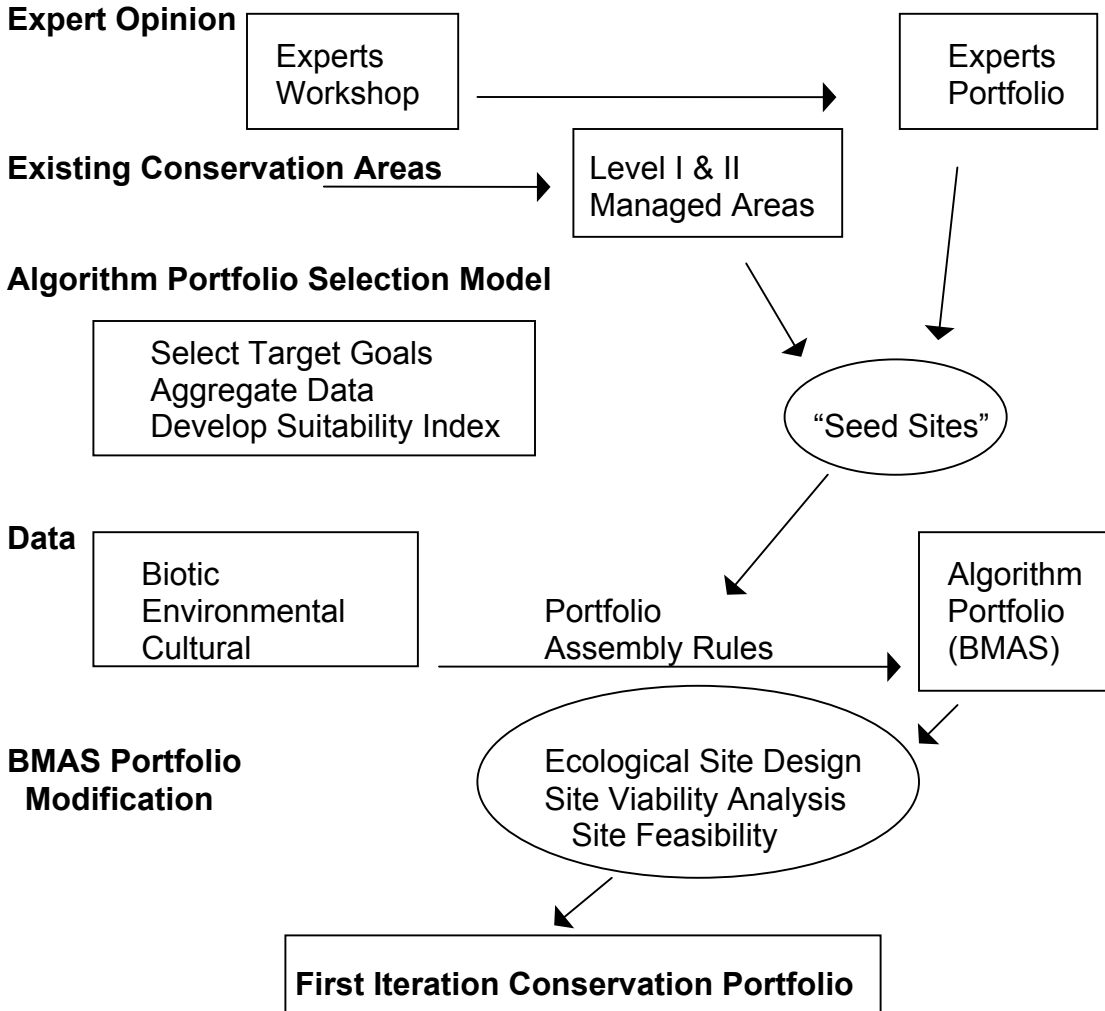 Expert Opinion
Experts
Workshop
Experts
Portfolio
Existing Conservation Areas
Level I & II
Managed Areas
Algorithm Portfolio Selection Model
Select Target Goals
Aggregate Data
Develop Suitability Index
“Seed Sites”
Data
Biotic
Environmental
Cultural
Portfolio
Assembly Rules
Algorithm
Portfolio
(BMAS)
BMAS Portfolio
Modification
Ecological Site Design
Site Viability Analysis
Site Feasibility
First Iteration Conservation Portfolio